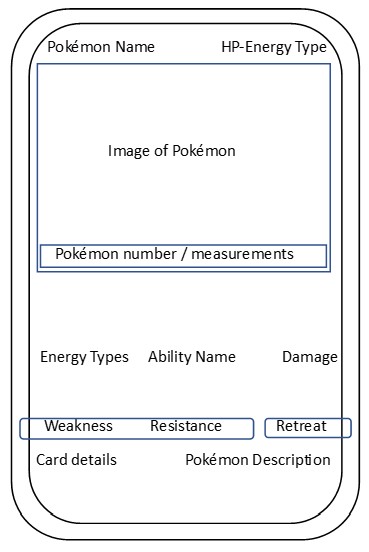 Pokémon Name HP-Energy Type
Image of Pokémon
Pokémon number / measurements
Energy Types Ability Name Damage
Weakness Resistance Retreat
Card details Pokémon Description